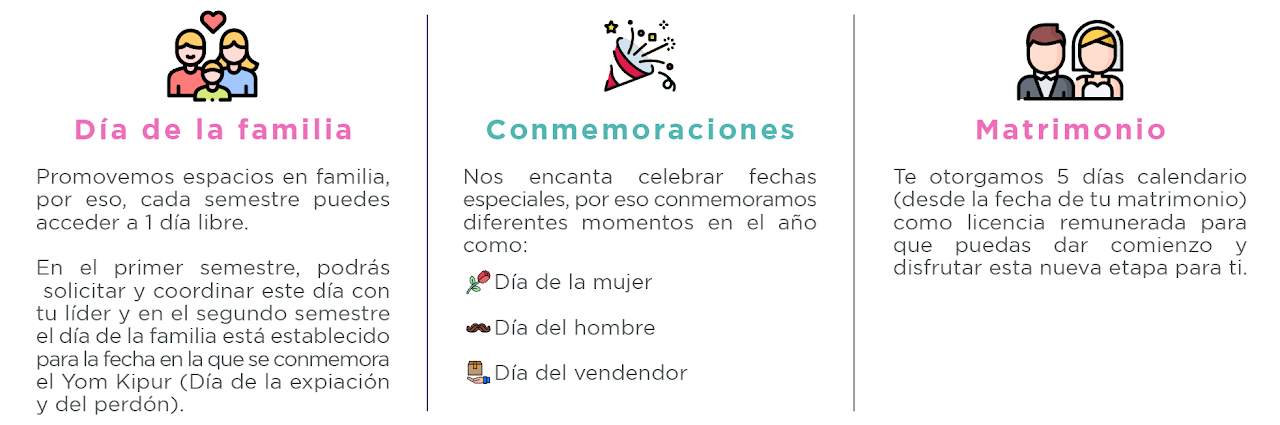 Día de la familia
Promovemos espacios en familia,
por eso, cada semestre puedes
acceder a 1 día libre.
En el primer semestre, podrás
solicitar y coordinar este día con
tu líder y en el segundo semestre
el día de la familia está establecido
para la fecha en la que se conmemora
el Yom Kipur (Día de la expiación
y del perdón).
Conmemoraciones
Nos encanta celebrar fechas
especiales, por eso conmemoramos
diferentes momentos en el año
como:
Día de la mujer
Día del hombre
Día del vendendor
Matrimonio
Te otorgamos 5 días calendario
(desde la fecha de tu matrimonio)
como licencia remunerada para
que puedas dar comienzo y
disfrutar esta nueva etapa para ti.